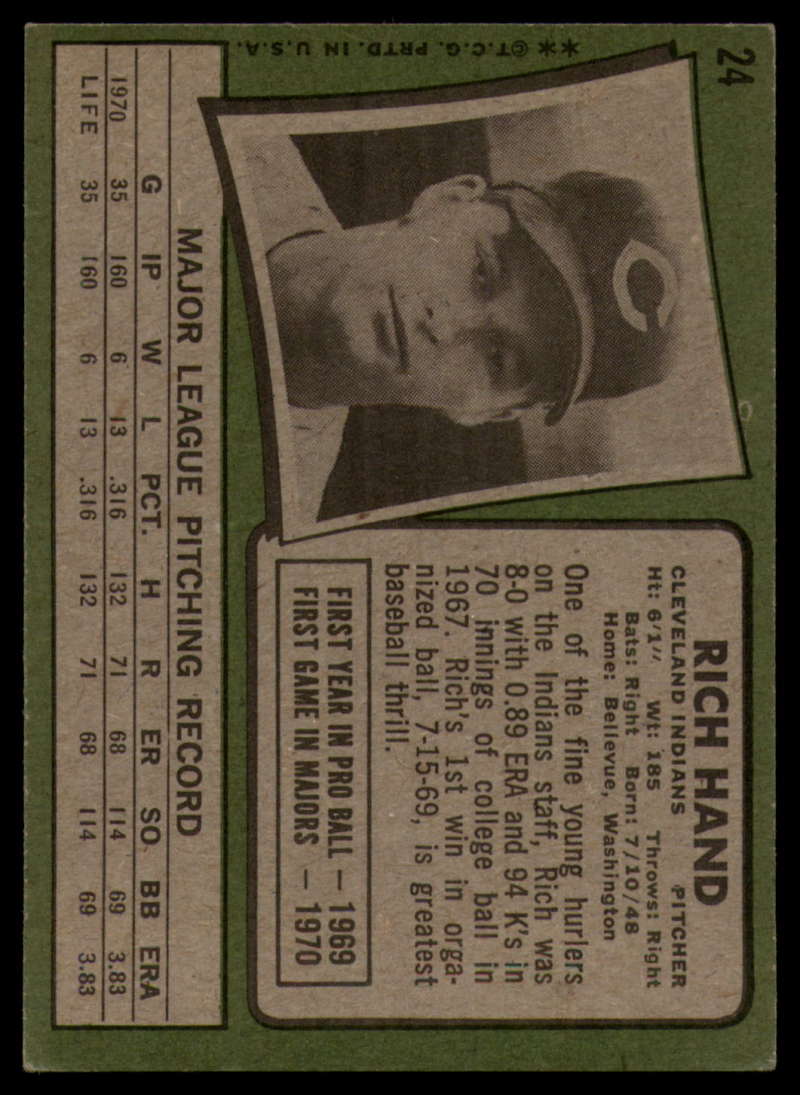 24
**©T.C.G. PRTD. IN U.S.A.
C
RICH HAND
CLEVELAND INDIANS PITCHER
Ht: 6'1" Wt: 185 Throws: Right
Bats: Right Born: 7/10/48
Home: Bellevue, Washington
One of the fine young hurlers
on the Indians staff, Rich was
8-0 with 0.89 ERA and 94 K's in
70 innings of college ball in
1967. Rich's 1st win in orga-
nized ball, 7-15-69, is greatest
baseball thrill.
FIRST YEAR IN PRO BALL — 1969
FIRST GAME IN MAJORS — 1970
MAJOR LEAGUE PITCHING RECORD
G IP W L PCT. H R ER SO BB ERA
1970 35 160 6 13 .316 132 71 68 114 69 3.83
LIFE 35 160 6 13 .316 132 71 68 114 69 3.83